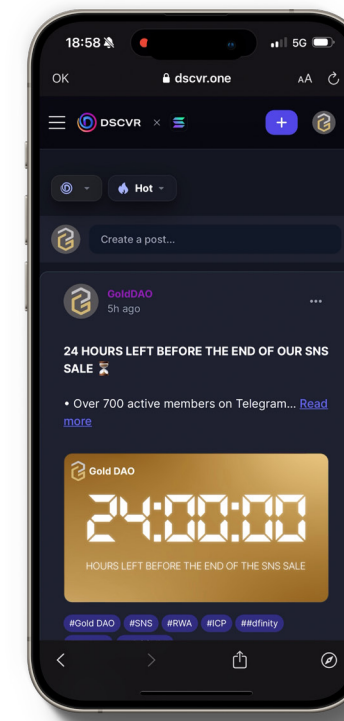 18:58
5G
OK
dscvr.one
AA
DSCVR ×
Hot
Create a post...
GoldDAO
5h ago
24 HOURS LEFT BEFORE THE END OF OUR SNS
SALE ⏳
• Over 700 active members on Telegram... Read
more
Gold DAO
24:00:00
HOURS LEFT BEFORE THE END OF THE SNS SALE
#Gold DAO #SNS #RWA #ICP ##dfinity